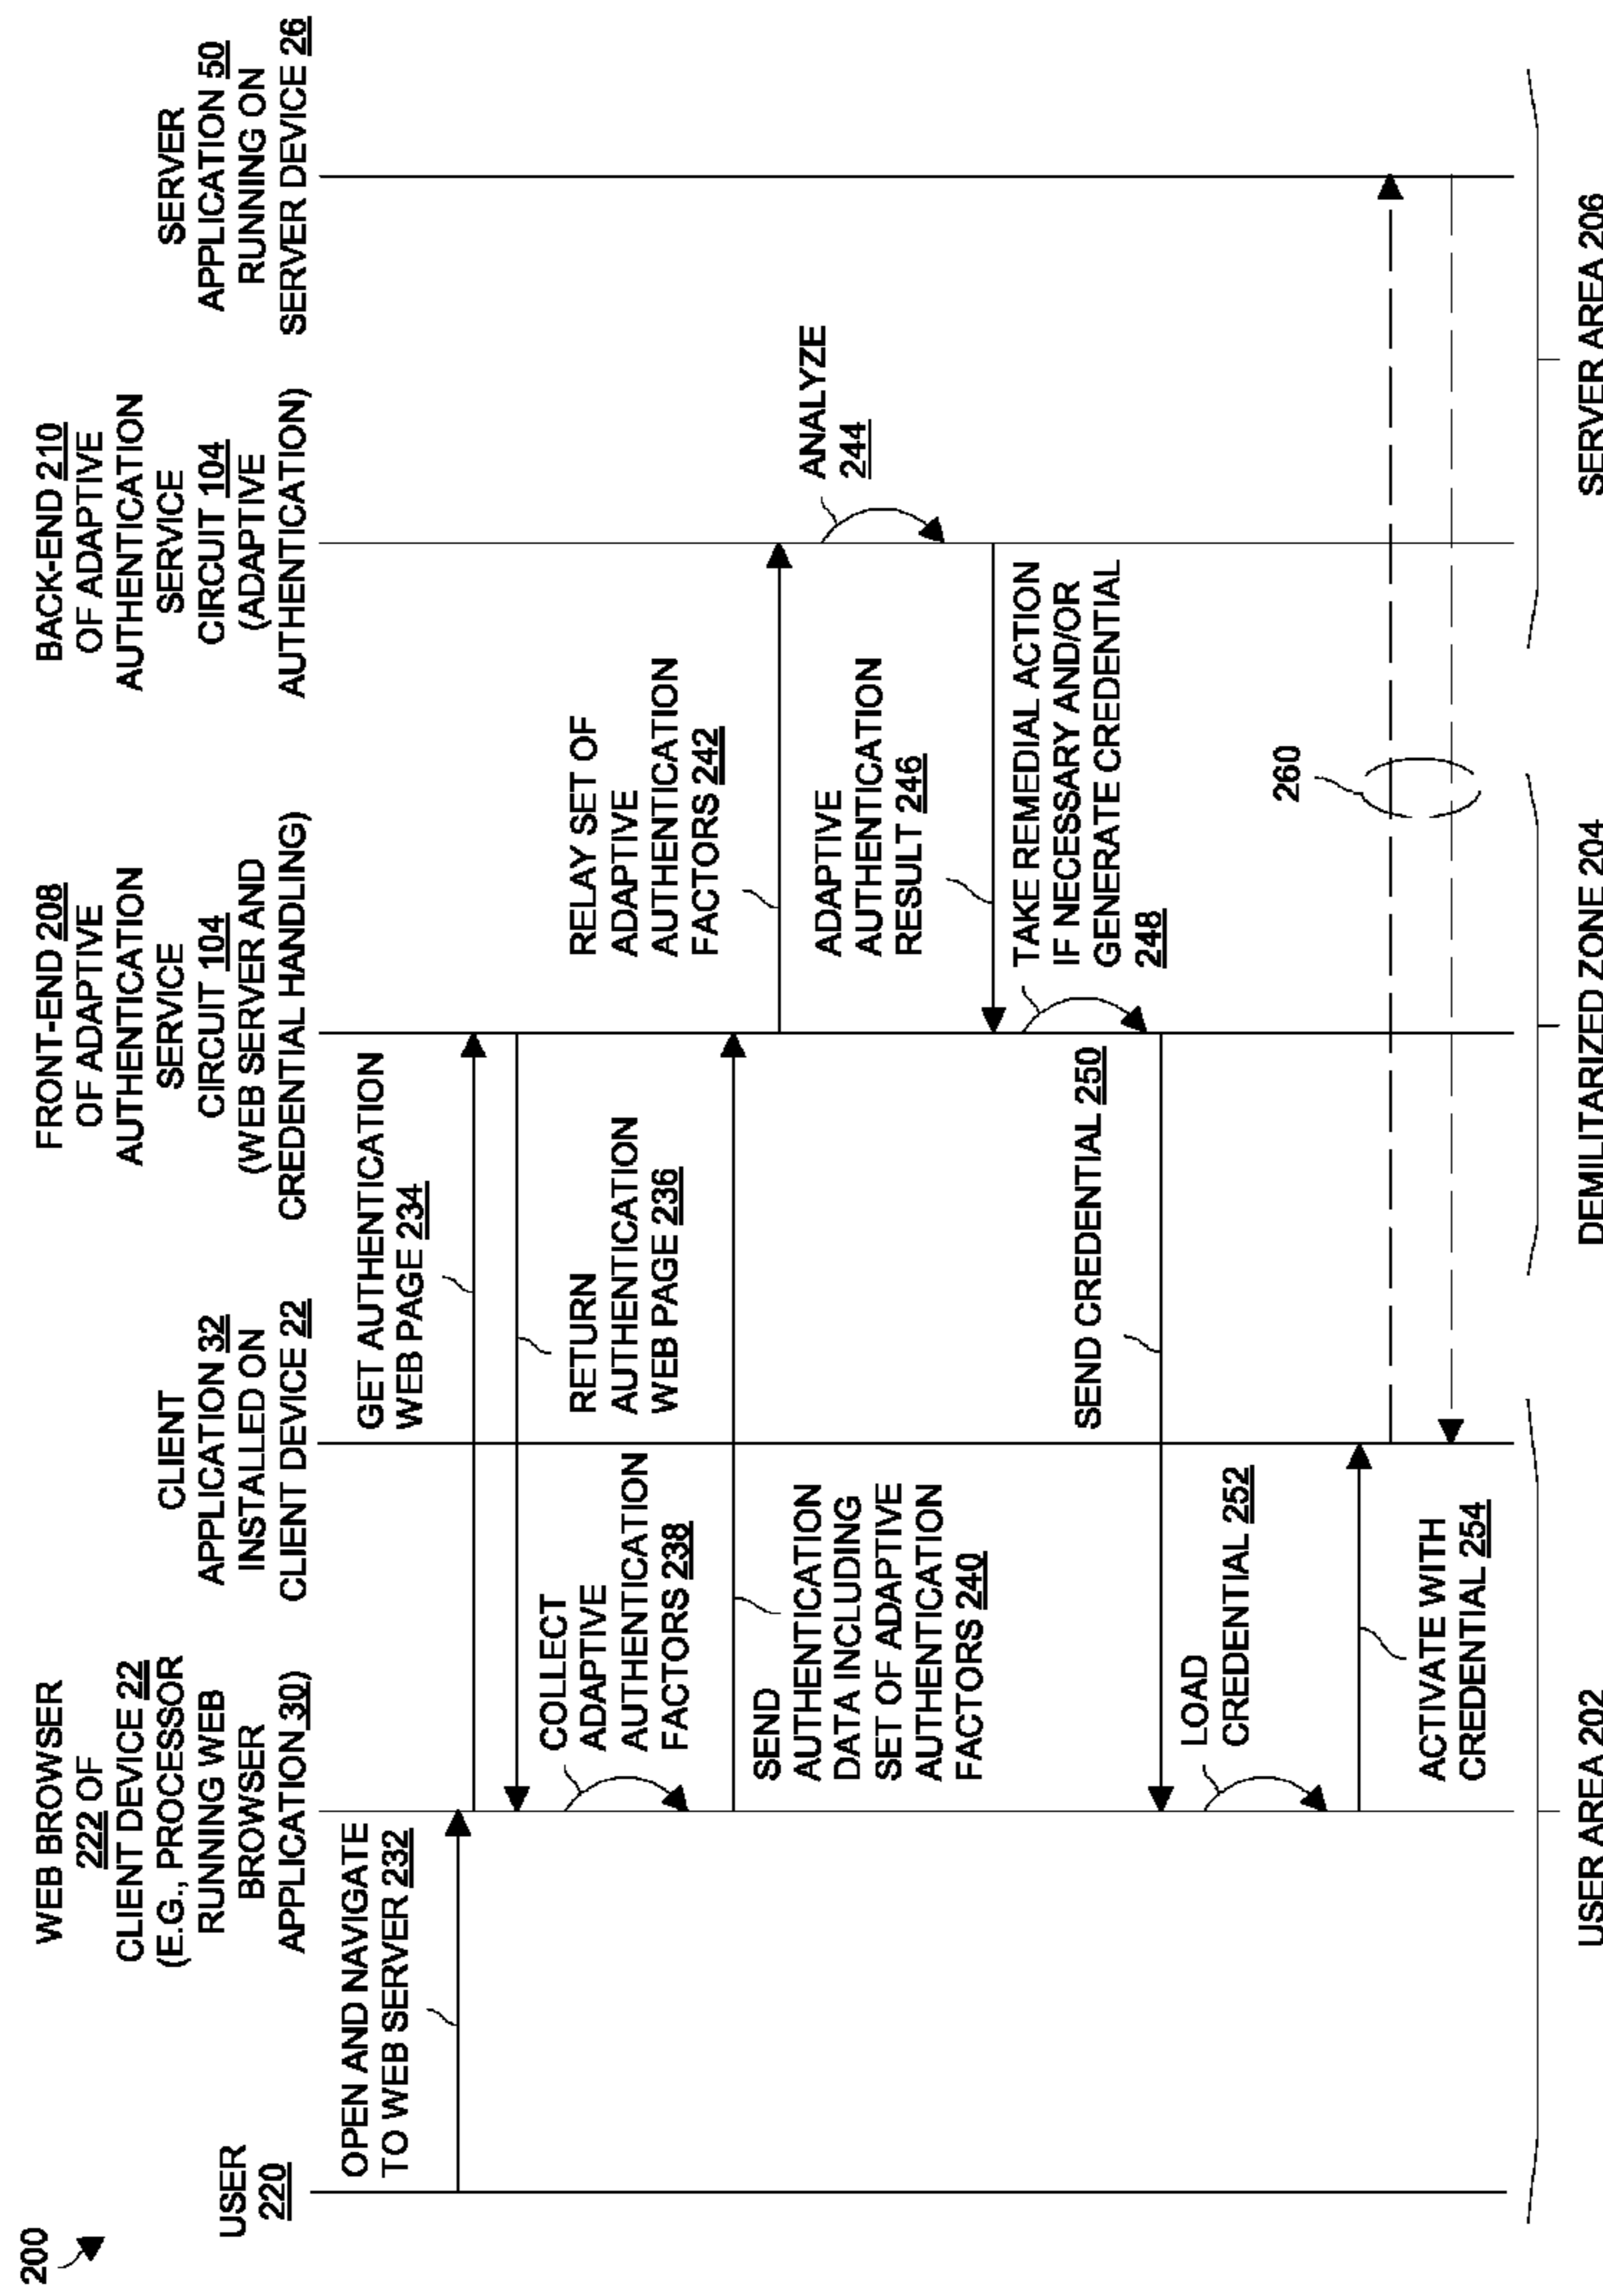 200
USER
220
WEB BROWSER
222 OF
CLIENT DEVICE 22
(E.G., PROCESSOR
RUNNING WEB
BROWSER
APPLICATION 30)
CLIENT
APPLICATION 32
INSTALLED ON
CLIENT DEVICE 22
FRONT-END 208
OF ADAPTIVE
AUTHENTICATION
SERVICE
CIRCUIT 104
(WEB SERVER AND
CREDENTIAL HANDLING)
BACK-END 210
OF ADAPTIVE
AUTHENTICATION
SERVICE
CIRCUIT 104
(ADAPTIVE
AUTHENTICATION)
SERVER
APPLICATION 50
RUNNING ON
SERVER DEVICE 26
OPEN AND NAVIGATE
TO WEB SERVER 232
GET AUTHENTICATION
WEB PAGE 234
RETURN
AUTHENTICATION
WEB PAGE 236
COLLECT
ADAPTIVE
AUTHENTICATION
FACTORS 238
SEND
AUTHENTICATION
DATA INCLUDING
SET OF ADAPTIVE
AUTHENTICATION
FACTORS 240
RELAY SET OF
ADAPTIVE
AUTHENTICATION
FACTORS 242
ANALYZE
244
ADAPTIVE
AUTHENTICATION
RESULT 246
TAKE REMEDIAL ACTION
IF NECESSARY AND/OR
GENERATE CREDENTIAL
248
SEND CREDENTIAL 250
LOAD
CREDENTIAL 252
ACTIVATE WITH
CREDENTIAL 254
260
USER AREA 202
DEMILITARIZED ZONE 204
SERVER AREA 206